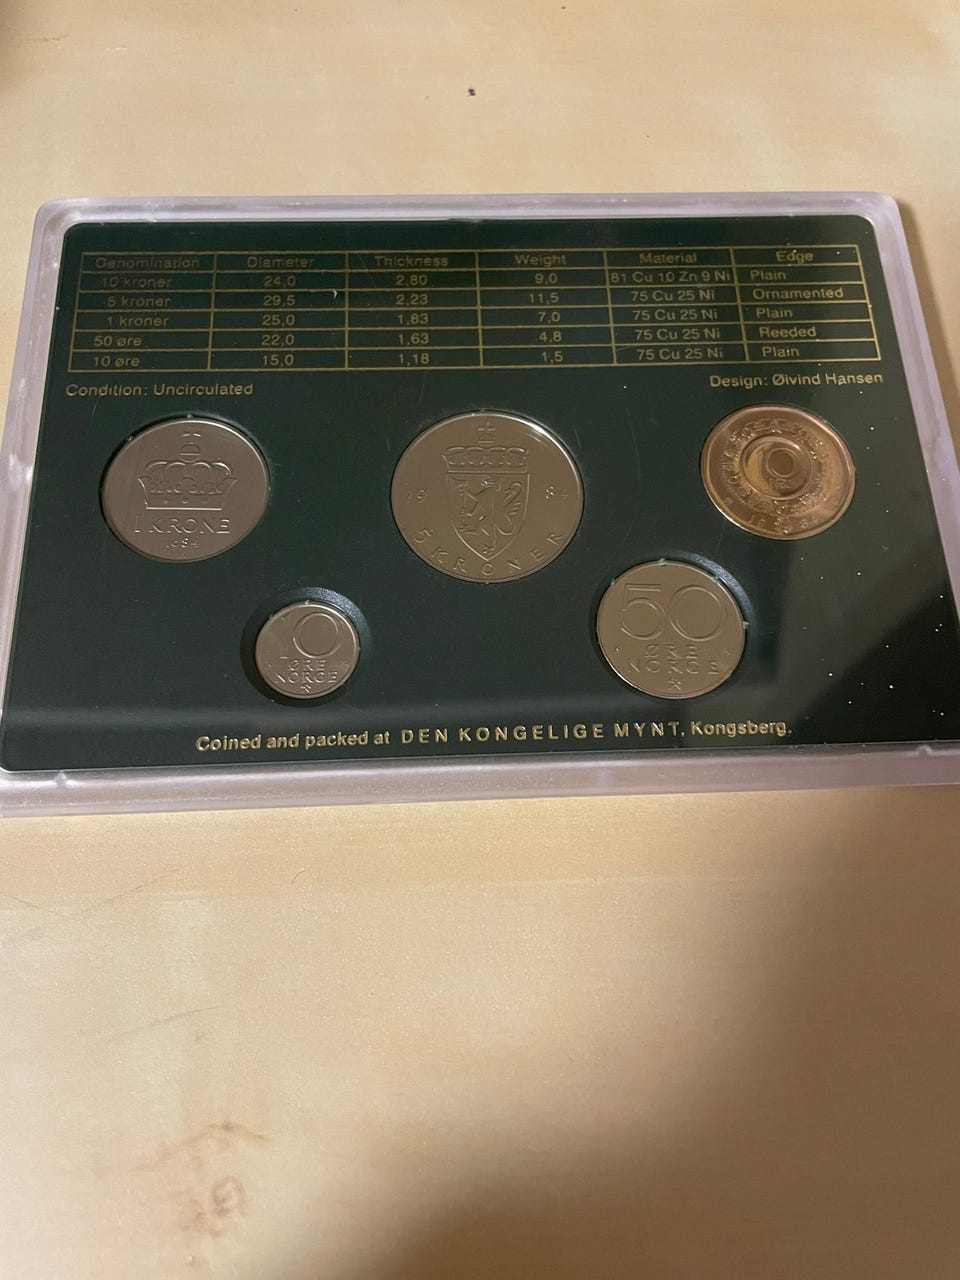 Denomination Diameter Thickness Weight Material Edge
10 kroner 24,0 2,80 9,0 81 Cu 10 Zn 9 Ni Plain
5 kroner 29,5 2,23 11,5 75 Cu 25 Ni Ornamented
1 kroner 25,0 1,83 7,0 75 Cu 25 Ni Plain
50 øre 22,0 1,63 4,8 75 Cu 25 Ni Reeded
10 øre 15,0 1,18 1,5 75 Cu 25 Ni Plain
Condition: Uncirculated
Design: Øivind Hansen
1 KRONE
1984
19 84
5 KRONER
10
1984
10
ØRE
NORGE
50
ØRE
NORGE
Coined and packed at DEN KONGELIGE MYNT, Kongsberg.